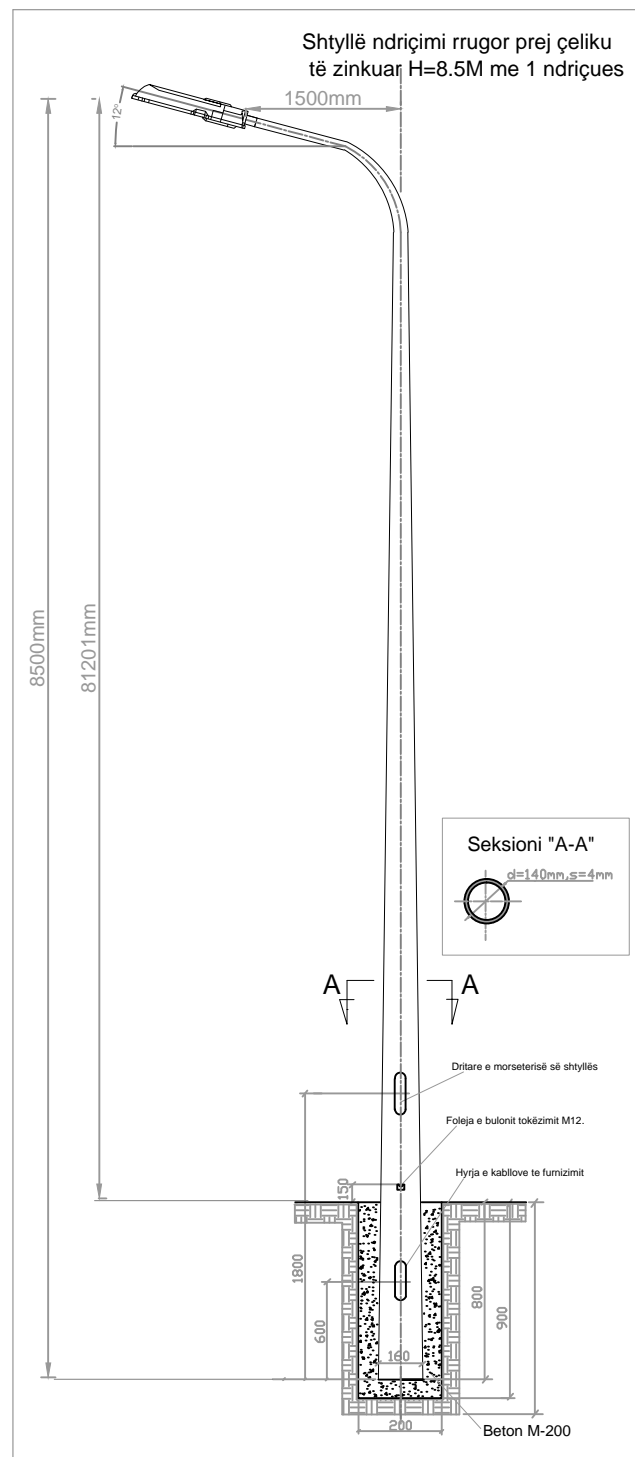 Shtyllë ndriçimi rrugor prej çeliku
të zinkuar H=8.5M me 1 ndriçues
1500mm
12°
8500mm
81201mm
Seksioni "A-A"
d=140mm,s=4mm
A
A
Dritare e morseterisë së shtyllës
Foleja e bulonit tokëzimit M12.
Hyrja e kabllove te furnizimit
150
1800
600
800
900
160
200
Beton M-200